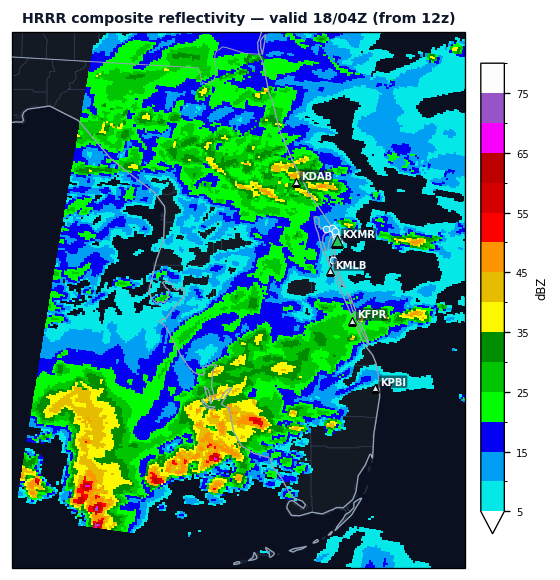 HRRR composite reflectivity — valid 18/04Z (from 12z)
75
KDAB
65
55
KXMR
KMLB
45
dBZ
KFPR
35
KPBI
25
15
5